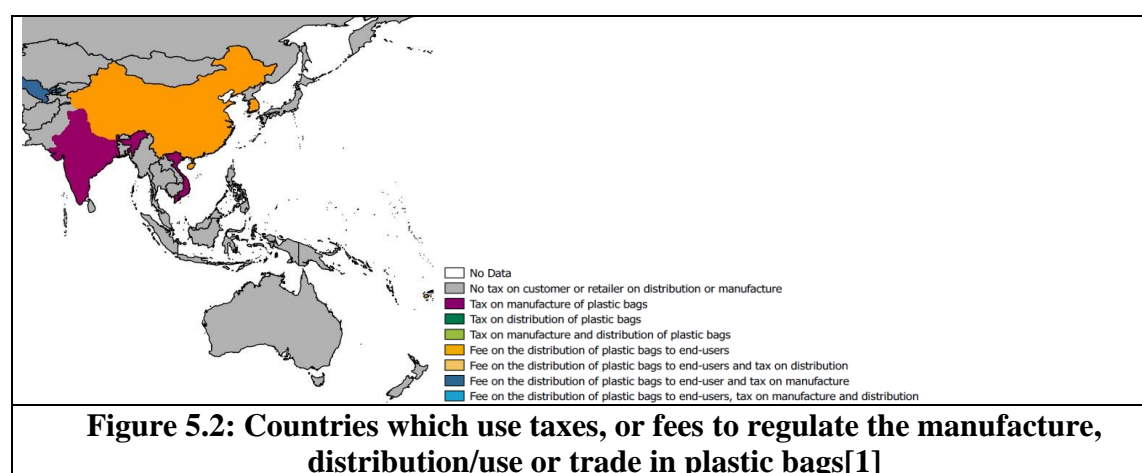 No Data
No tax on customer or retailer on distribution or manufacture
Tax on manufacture of plastic bags
Tax on distribution of plastic bags
Tax on manufacture and distribution of plastic bags
Fee on the distribution of plastic bags to end-users
Fee on the distribution of plastic bags to end-users and tax on distribution
Fee on the distribution of plastic bags to end-user and tax on manufacture
Fee on the distribution of plastic bags to end-users, tax on manufacture and distribution
Figure 5.2: Countries which use taxes, or fees to regulate the manufacture,
distribution/use or trade in plastic bags[1]